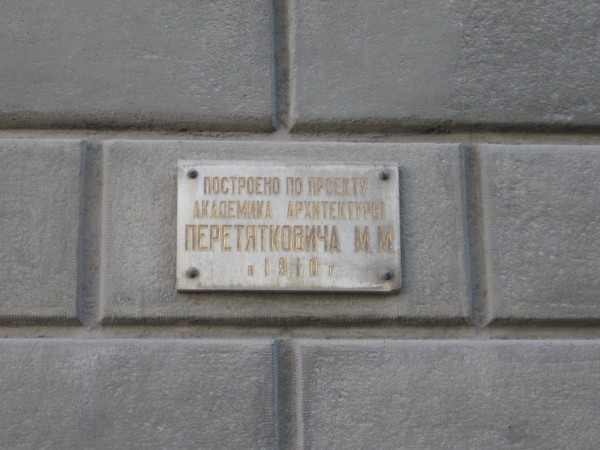 ПОСТРОЕНО ПО ПРОЕКТУ
АКАДЕМИКА АРХИТЕКТУРЫ
ПЕРЕТЯТКОВИЧА М.М.
в 1910 г